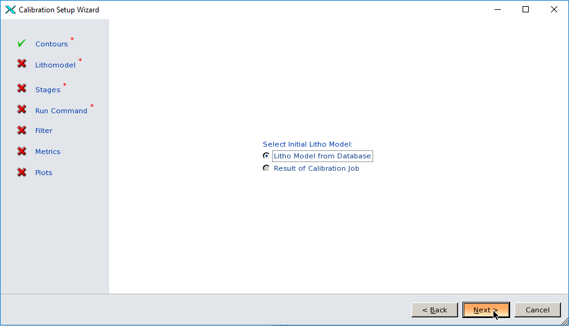 Calibration Setup Wizard
Contours *
Lithomodel *
Stages *
Run Command *
Filter
Metrics
Plots
Select Initial Litho Model:
Litho Model from Database
Result of Calibration Job
< Back
Next >
Cancel